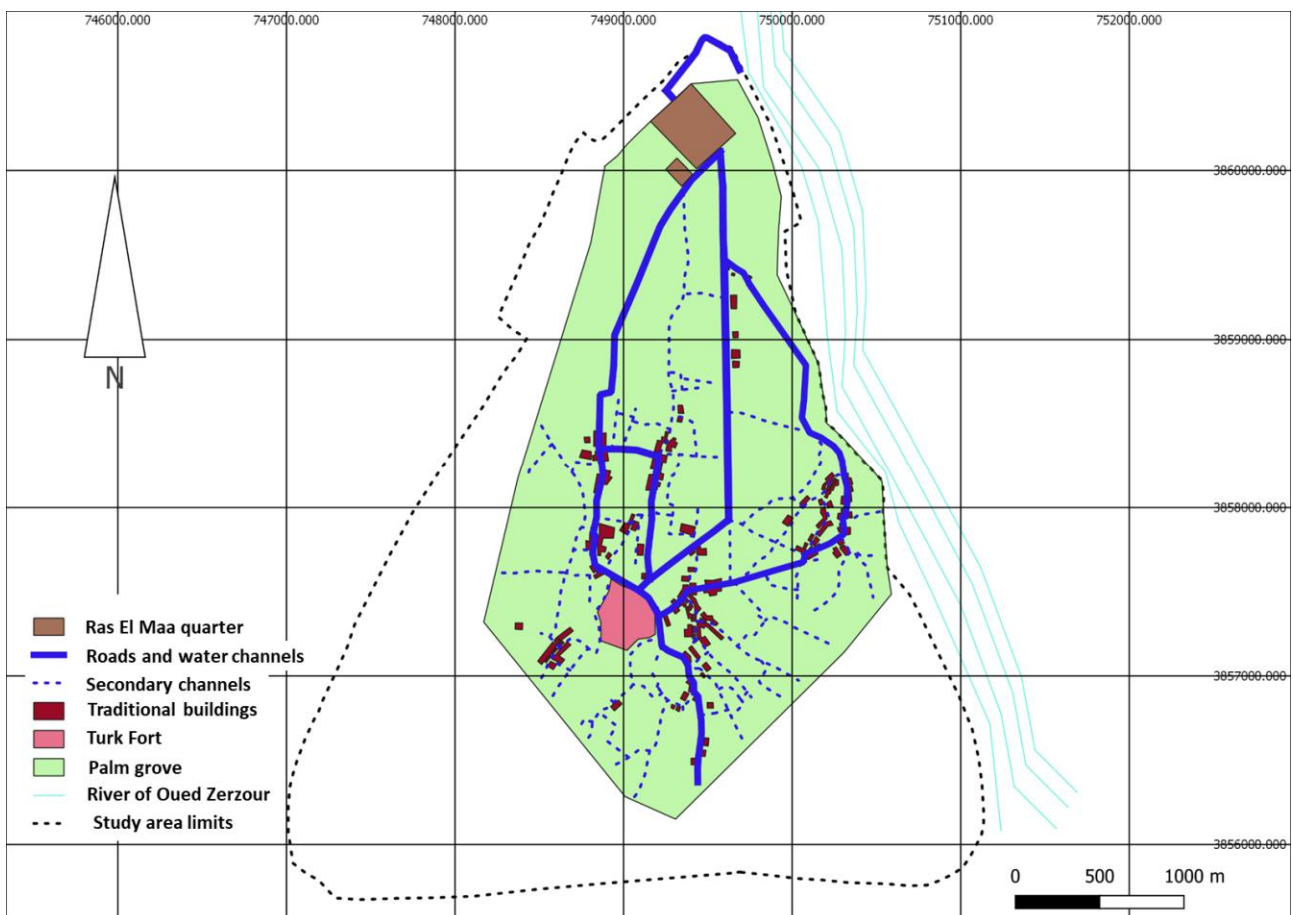 746000.000 747000.000 748000.000 749000.000 750000.000 751000.000 752000.000
3860000.000
3859000.000
N
3858000.000
Ras El Maa quarter
Roads and water channels
3857000.000
Secondary channels
Traditional buildings
Turk Fort
Palm grove
River of Oued Zerzour
Study area limits
3856000.000
0 500 1000 m